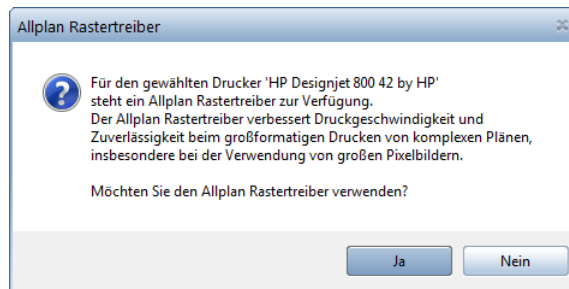 Allplan Rastertreiber
Für den gewählten Drucker 'HP Designjet 800 42 by HP'
steht ein Allplan Rastertreiber zur Verfügung.
Der Allplan Rastertreiber verbessert Druckgeschwindigkeit und
Zuverlässigkeit beim großformatigen Drucken von komplexen Plänen,
insbesondere bei der Verwendung von großen Pixelbildern.
Möchten Sie den Allplan Rastertreiber verwenden?
Ja
Nein